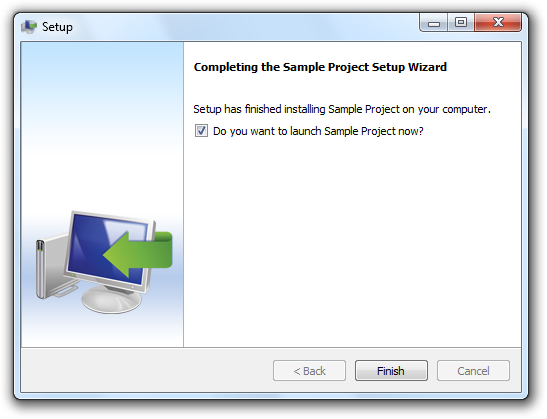 Setup
Completing the Sample Project Setup Wizard
Setup has finished installing Sample Project on your computer.
Do you want to launch Sample Project now?
< Back Finish Cancel